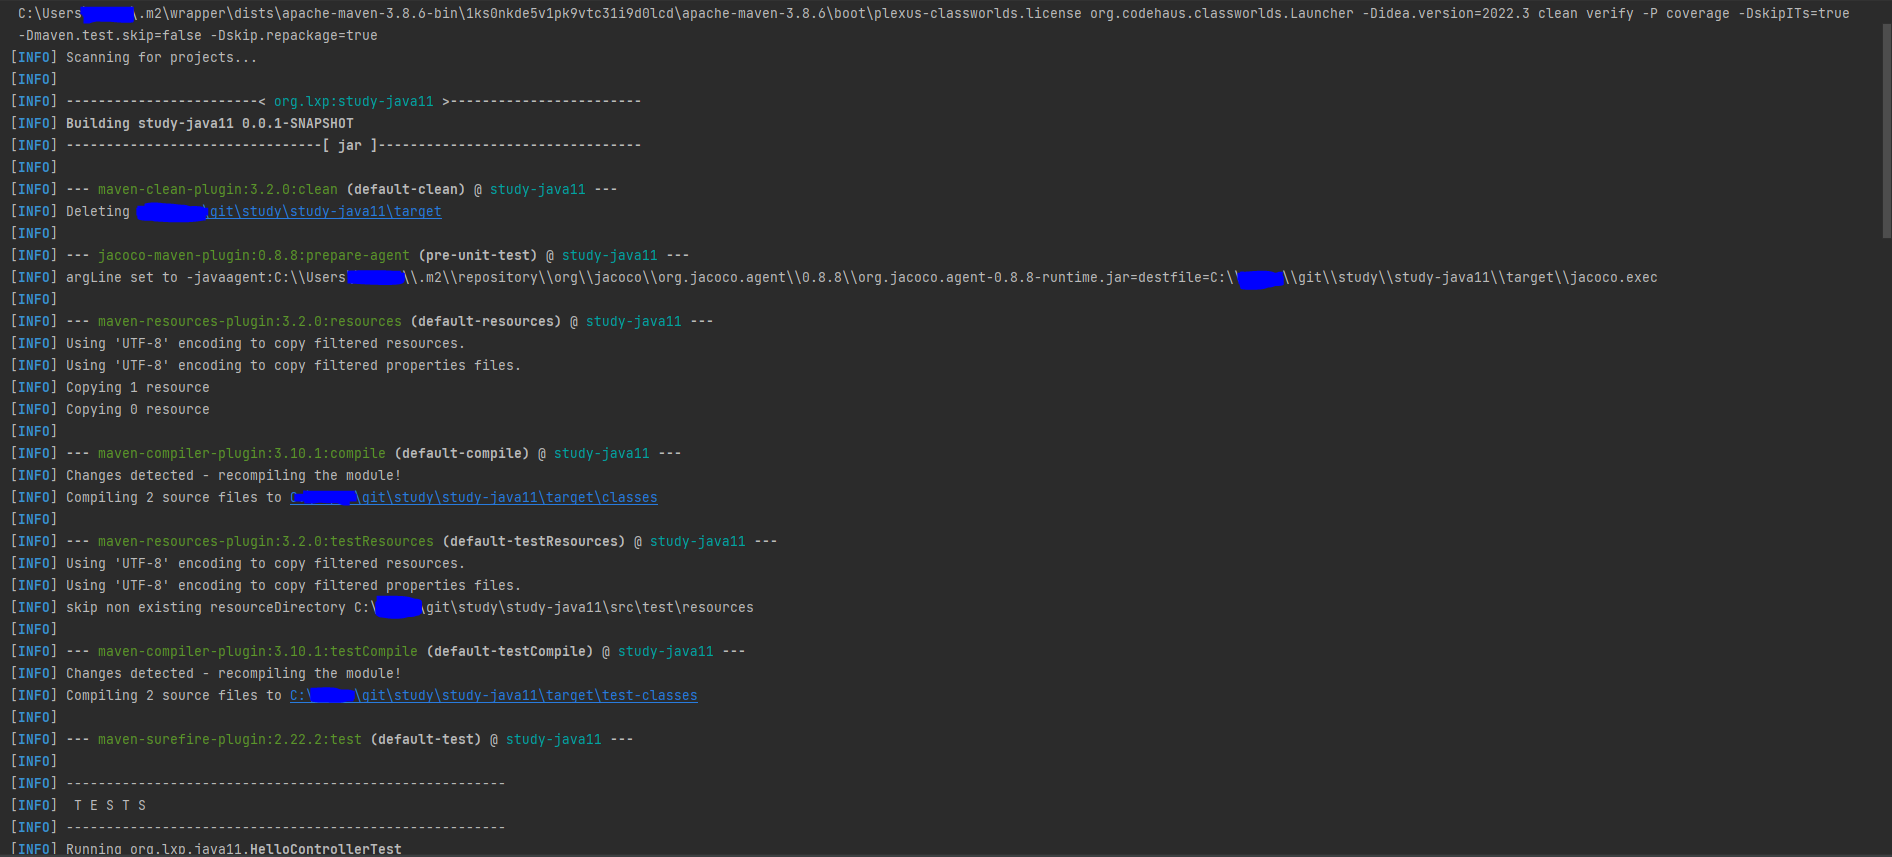 C:\Users\.m2\wrapper\dists\apache-maven-3.8.6-bin\1ks0nkde5v1pk9vtc31i9d0lcd\apache-maven-3.8.6\boot\plexus-classworlds.license org.codehaus.classworlds.Launcher -Didea.version=2022.3 clean verify -P coverage -DskipITs=true
-Dmaven.test.skip=false -Dskip.repackage=true
[INFO] Scanning for projects...
[INFO]
[INFO] ------------------------< org.lxp:study-java11 >------------------------
[INFO] Building study-java11 0.0.1-SNAPSHOT
[INFO] --------------------------------[ jar ]---------------------------------
[INFO]
[INFO] --- maven-clean-plugin:3.2.0:clean (default-clean) @ study-java11 ---
[INFO] Deleting \git\study\study-java11\target
[INFO]
[INFO] --- jacoco-maven-plugin:0.8.8:prepare-agent (pre-unit-test) @ study-java11 ---
[INFO] argLine set to -javaagent:C:\\Users\\.m2\\repository\\org\\jacoco\\org.jacoco.agent\\0.8.8\\org.jacoco.agent-0.8.8-runtime.jar=destfile=C:\\\\git\\study\\study-java11\\target\\jacoco.exec
[INFO]
[INFO] --- maven-resources-plugin:3.2.0:resources (default-resources) @ study-java11 ---
[INFO] Using 'UTF-8' encoding to copy filtered resources.
[INFO] Using 'UTF-8' encoding to copy filtered properties files.
[INFO] Copying 1 resource
[INFO] Copying 0 resource
[INFO]
[INFO] --- maven-compiler-plugin:3.10.1:compile (default-compile) @ study-java11 ---
[INFO] Changes detected - recompiling the module!
[INFO] Compiling 2 source files to C:\git\study\study-java11\target\classes
[INFO]
[INFO] --- maven-resources-plugin:3.2.0:testResources (default-testResources) @ study-java11 ---
[INFO] Using 'UTF-8' encoding to copy filtered resources.
[INFO] Using 'UTF-8' encoding to copy filtered properties files.
[INFO] skip non existing resourceDirectory C:\\git\study\study-java11\src\test\resources
[INFO]
[INFO] --- maven-compiler-plugin:3.10.1:testCompile (default-testCompile) @ study-java11 ---
[INFO] Changes detected - recompiling the module!
[INFO] Compiling 2 source files to C:\\git\study\study-java11\target\test-classes
[INFO]
[INFO] --- maven-surefire-plugin:2.22.2:test (default-test) @ study-java11 ---
[INFO]
[INFO] -------------------------------------------------------
[INFO]  T E S T S
[INFO] -------------------------------------------------------
[INFO] Running org.lxp.java11.HelloControllerTest